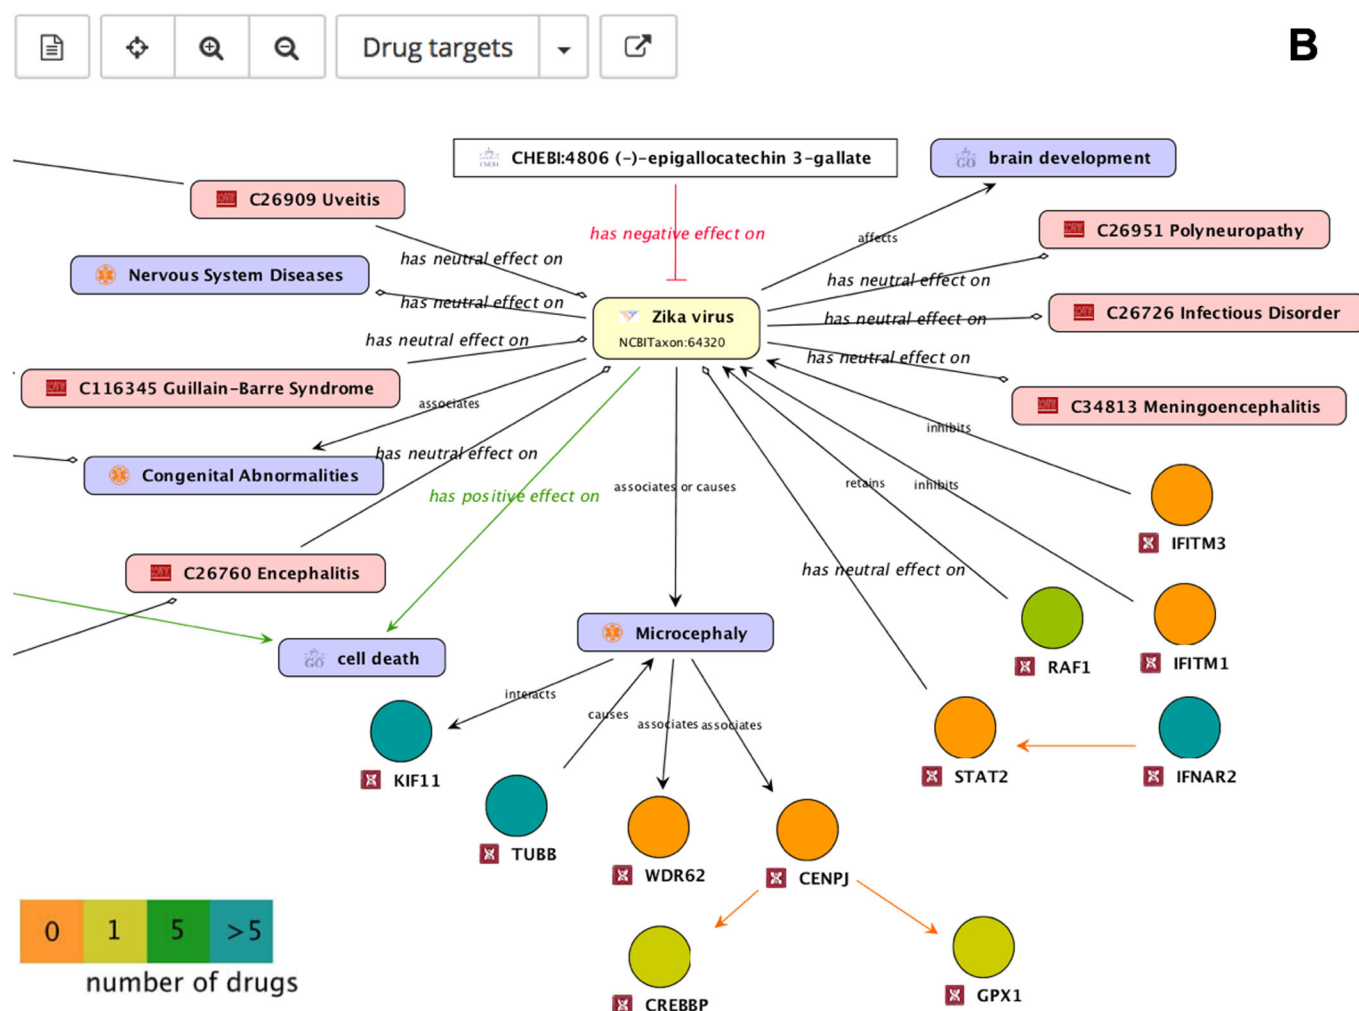 Drug targets
B
CHEBI:4806 (-)-epigallocatechin 3-gallate
brain development
C26909 Uveitis
has negative effect on
affects
C26951 Polyneuropathy
has neutral effect on
Nervous System Diseases
has neutral effect on
has neutral effect on
Zika virus
NCBITaxon:64320
has neutral effect on
C26726 Infectious Disorder
has neutral effect on
has neutral effect on
C116345 Guillain-Barre Syndrome
associates
C34813 Meningoencephalitis
inhibits
has neutral effect on
Congenital Abnormalities
has positive effect on
associates or causes
retains
inhibits
IFITM3
C26760 Encephalitis
has neutral effect on
Microcephaly
cell death
RAF1
IFITM1
interacts
causes
associates
associates
KIF11
STAT2
IFNAR2
TUBB
WDR62
CENPJ
0
1
5
>5
number of drugs
CREBBP
GPX1